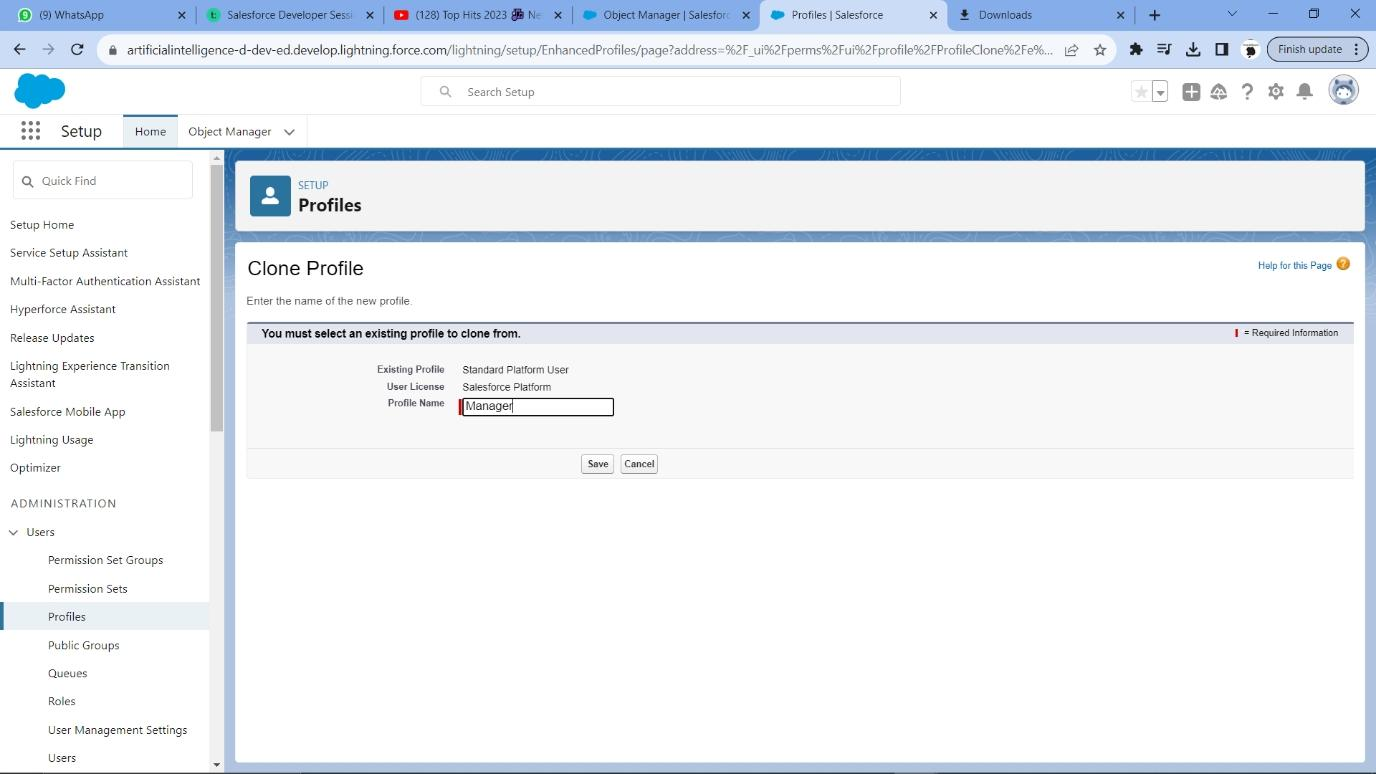 (9) WhatsApp
Salesforce Developer Sessi
(128) Top Hits 2023 Ne
Object Manager | Salesforc
Profiles | Salesforce
Downloads
artificialintelligence-d-dev-ed.develop.lightning.force.com/lightning/setup/EnhancedProfiles/page?address=%2F_ui%2Fperms%2Fui%2Fprofile%2FProfileClone%2Fe%...
Finish update
Search Setup
Setup
Home
Object Manager
Quick Find
Setup Home
Service Setup Assistant
Multi-Factor Authentication Assistant
Hyperforce Assistant
Release Updates
Lightning Experience Transition
Assistant
Salesforce Mobile App
Lightning Usage
Optimizer
ADMINISTRATION
Users
Permission Set Groups
Permission Sets
Profiles
Public Groups
Queues
Roles
User Management Settings
Users
SETUP
Profiles
Clone Profile
Help for this Page
Enter the name of the new profile.
You must select an existing profile to clone from.
= Required Information
Existing Profile Standard Platform User
User License Salesforce Platform
Profile Name Manager
Save Cancel